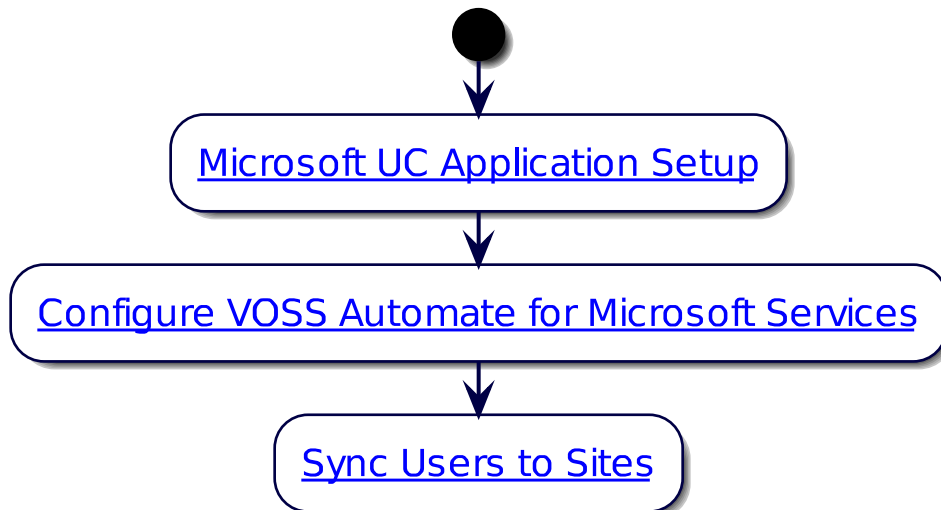 Microsoft UC Application Setup
Configure VOSS Automate for Microsoft Services
Sync Users to Sites